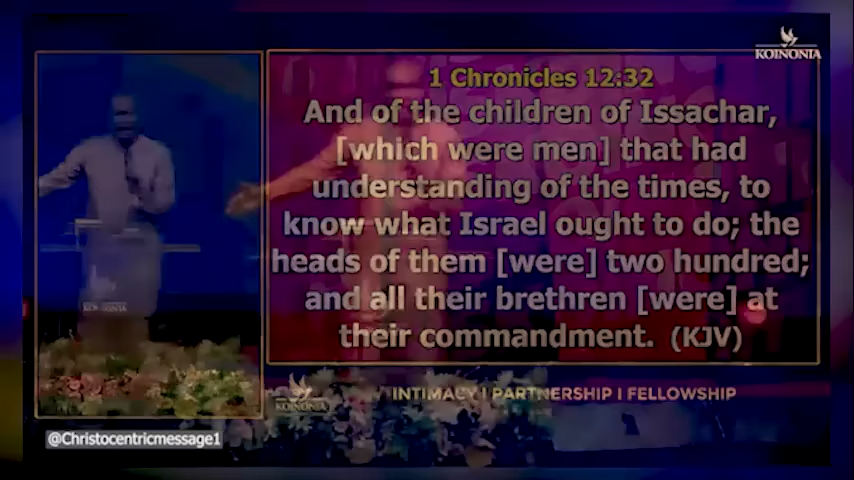 KOINONIA
1 Chronicles 12:32
And of the children of Issachar,
[which were men] that had
understanding of the times, to
know what Israel ought to do; the
heads of them [were] two hundred;
and all their brethren [were] at
their commandment. (KJV)
KOINONIA
KOINONIA
INTIMACY I PARTNERSHIP I FELLOWSHIP
@Christocentricmessage1